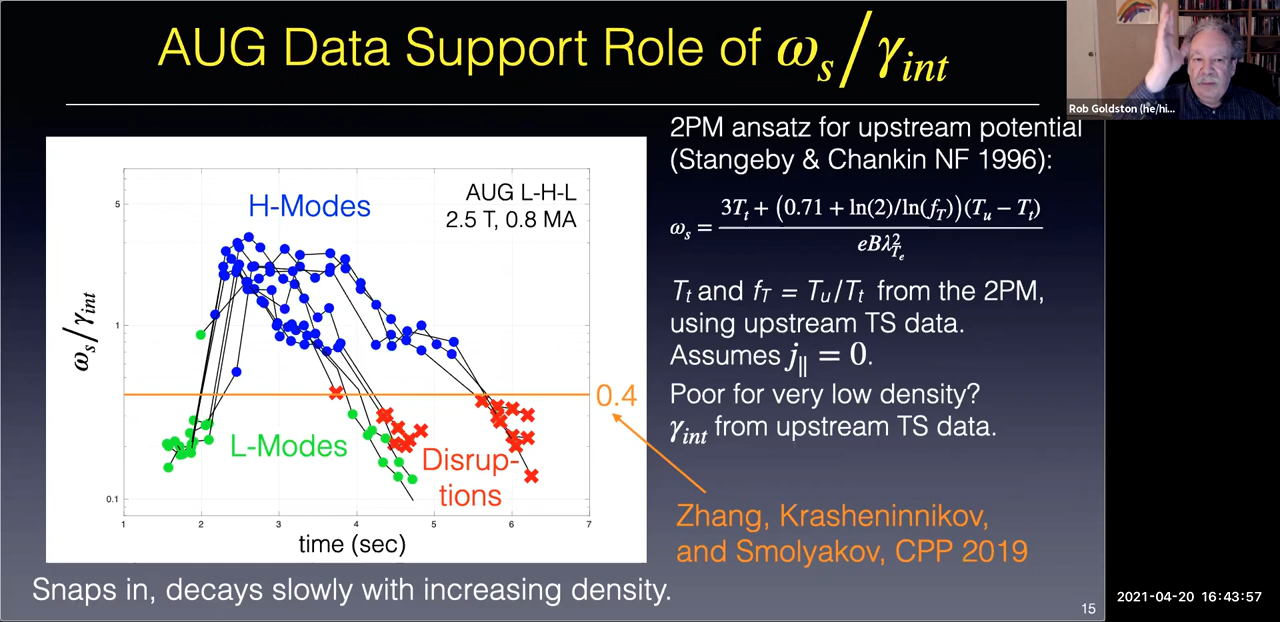 AUG Data Support Role of ωₛ/γᵢₙₜ
Rob Goldston (he/hi...
2PM ansatz for upstream potential
(Stangeby & Chankin NF 1996):
ωₛ = (3Tₜ + (0.71 + ln(2)/ln(f_T))(Tᵤ − Tₜ)) / (eBλ²_Tₑ)
Tₜ and f_T = Tᵤ/Tₜ from the 2PM,
using upstream TS data.
Assumes j∥ = 0.
Poor for very low density?
γᵢₙₜ from upstream TS data.
Zhang, Krasheninnikov,
and Smolyakov, CPP 2019
AUG L-H-L
2.5 T, 0.8 MA
H-Modes
L-Modes
Disrup-
tions
0.4
ωₛ/γᵢₙₜ
5
1
0.1
1 2 3 4 5 6 7
time (sec)
Snaps in, decays slowly with increasing density.
15
2021-04-20 16:43:57